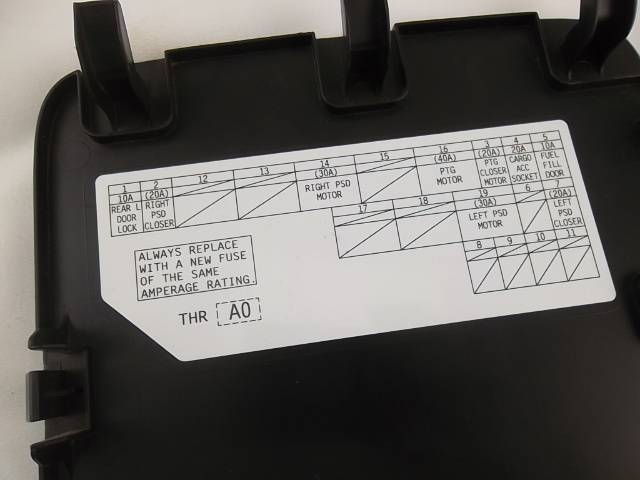 1 2 12 13 14 15 16 3 4 5
10A (20A) (30A) (40A) (20A) 20A 10A
REAR L DOOR LOCK
RIGHT PSD CLOSER
RIGHT PSD MOTOR
PTG MOTOR
PTG CLOSER MOTOR
CARGO ACC SOCKET
FUEL FILL DOOR
17 18 19 6
(30A) (20A)
LEFT PSD MOTOR
LEFT PSD CLOSER
8 9 10 11
ALWAYS REPLACE
WITH A NEW FUSE
OF THE SAME
AMPERAGE RATING.
THR A0